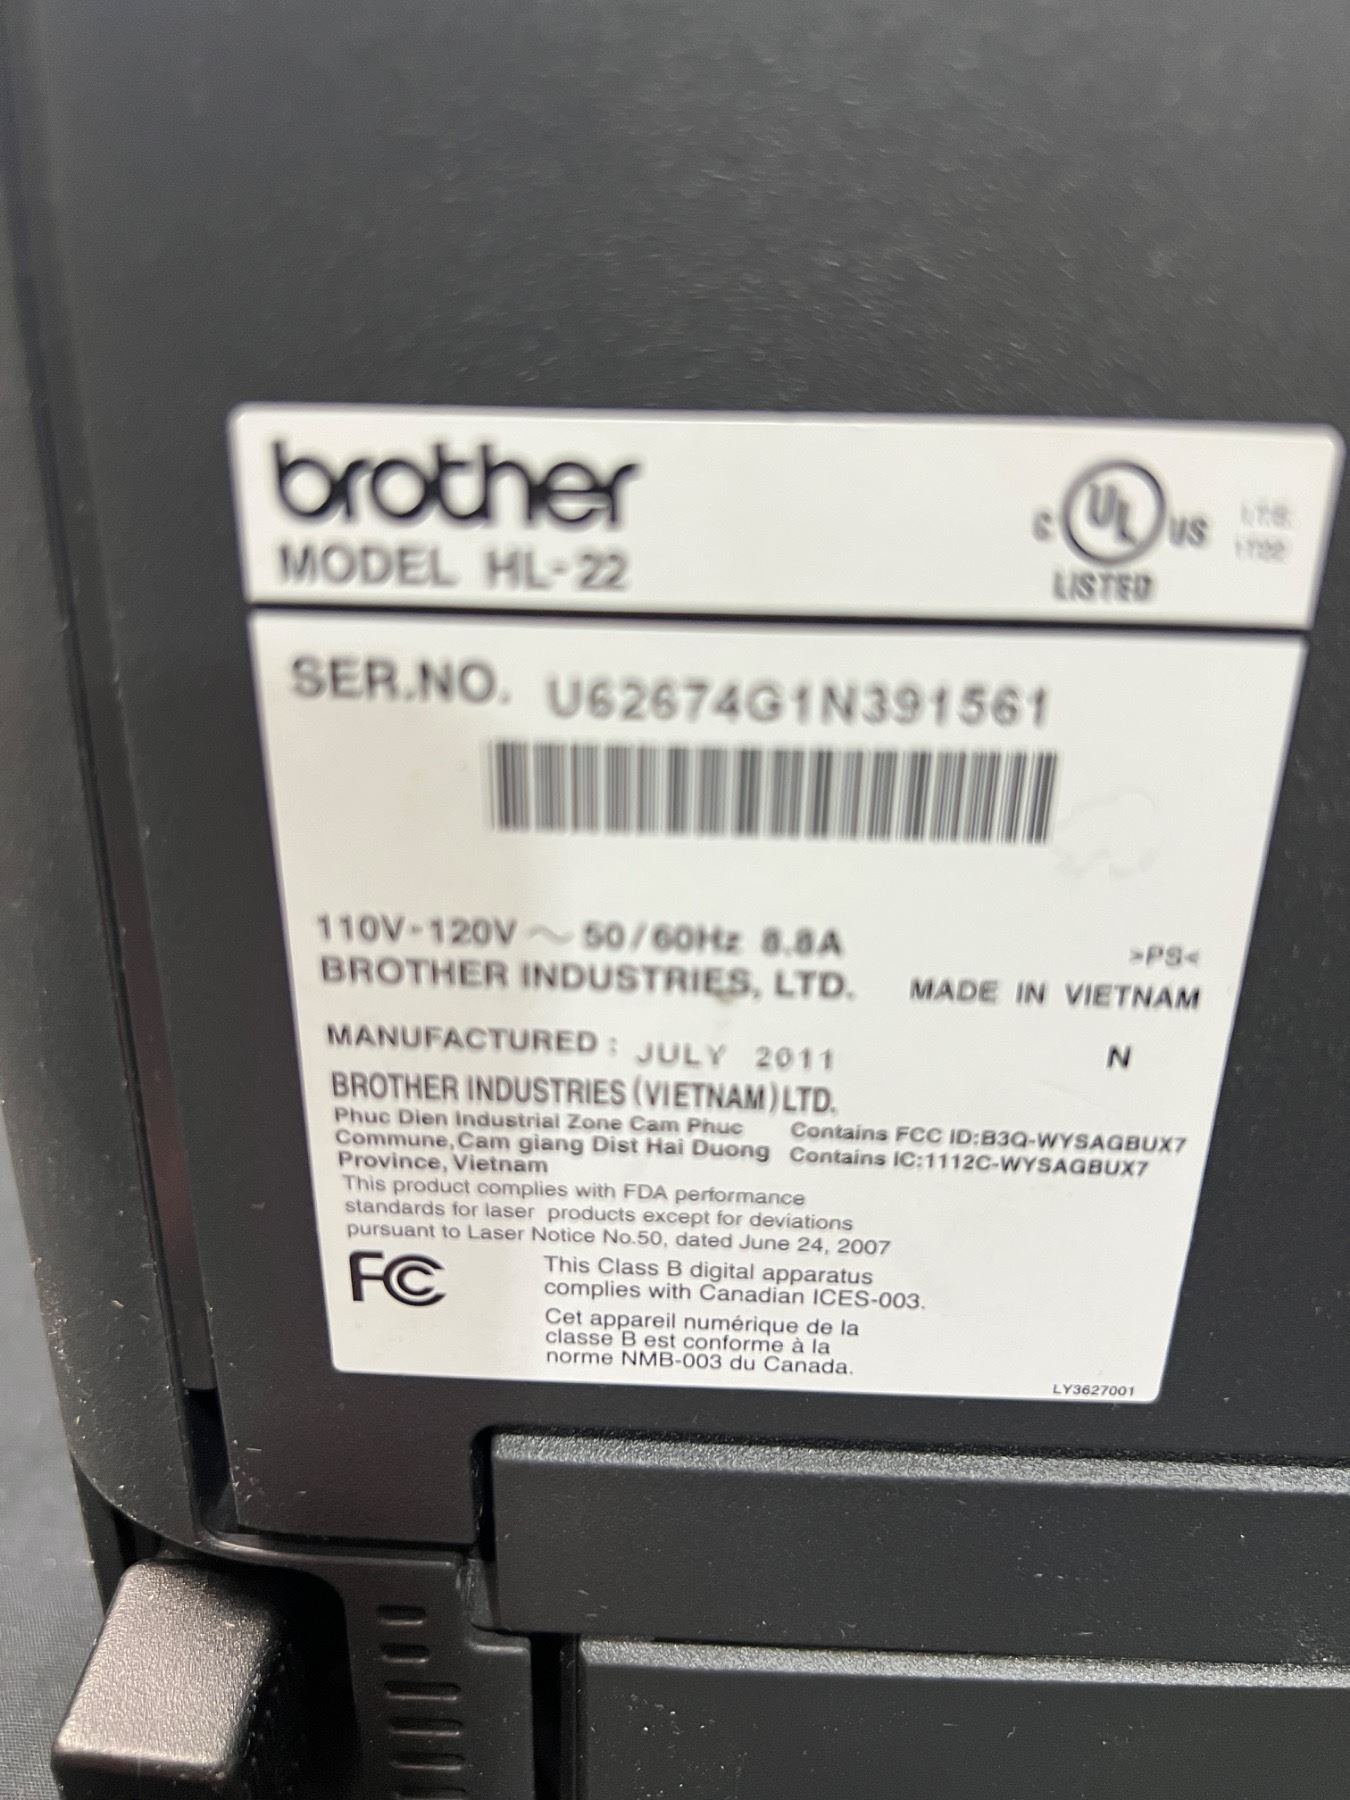 brother
MODEL HL-22
C UL US
LISTED
I.T.E.
SER.NO. U62674G1N391561
110V-120V ~ 50/60Hz 8.8A
>PS<
BROTHER INDUSTRIES, LTD. MADE IN VIETNAM
MANUFACTURED : JULY 2011 N
BROTHER INDUSTRIES (VIETNAM) LTD.
Phuc Dien Industrial Zone Cam Phuc
Commune, Cam giang Dist Hai Duong
Province, Vietnam
Contains FCC ID:B3Q-WYSAGBUX7
Contains IC:1112C-WYSAGBUX7
This product complies with FDA performance
standards for laser products except for deviations
pursuant to Laser Notice No.50, dated June 24, 2007
FC
This Class B digital apparatus
complies with Canadian ICES-003.
Cet appareil numérique de la
classe B est conforme à la
norme NMB-003 du Canada.
LY3627001